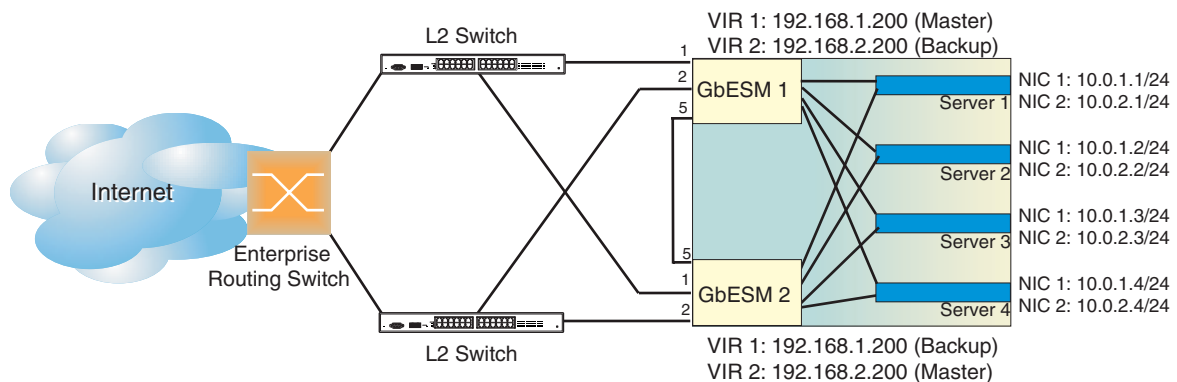 VIR 1: 192.168.1.200 (Master)
VIR 2: 192.168.2.200 (Backup)
L2 Switch
1
2
5
GbESM 1
Server 1
NIC 1: 10.0.1.1/24
NIC 2: 10.0.2.1/24
Server 2
NIC 1: 10.0.1.2/24
NIC 2: 10.0.2.2/24
Internet
Enterprise
Routing Switch
Server 3
NIC 1: 10.0.1.3/24
NIC 2: 10.0.2.3/24
5
1
2
GbESM 2
Server 4
NIC 1: 10.0.1.4/24
NIC 2: 10.0.2.4/24
L2 Switch
VIR 1: 192.168.1.200 (Backup)
VIR 2: 192.168.2.200 (Master)